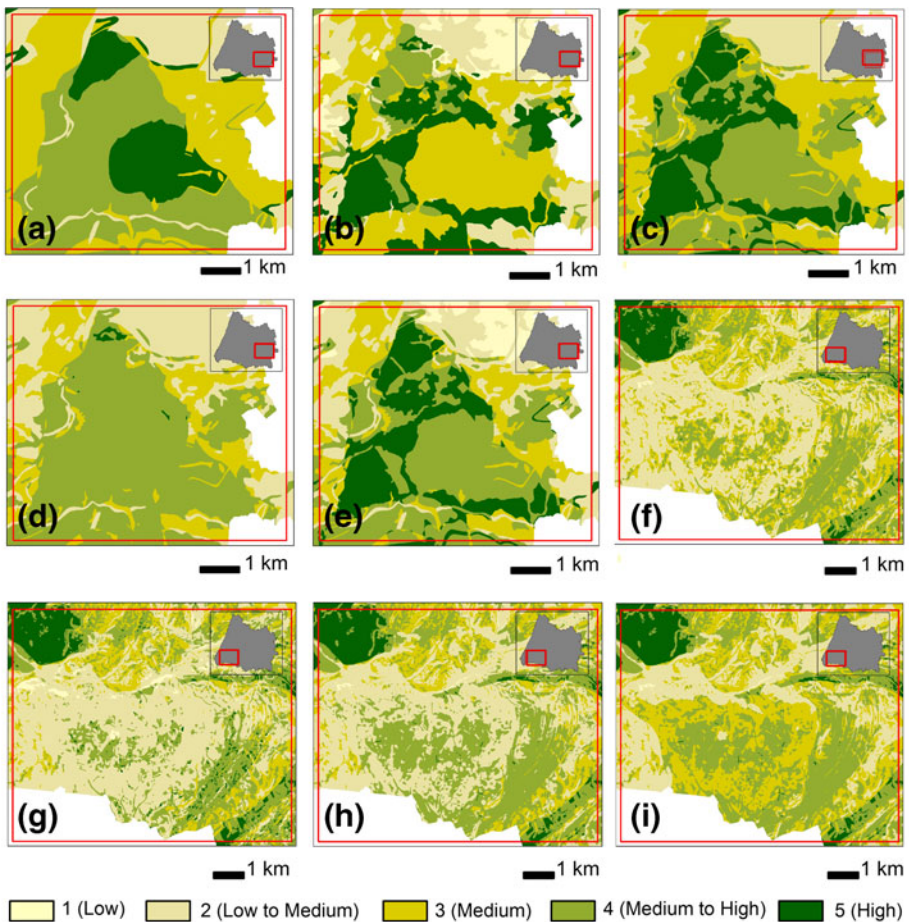 (a)
(b)
(c)
1 km
1 km
1 km
(d)
(e)
(f)
1 km
1 km
1 km
(g)
(h)
(i)
1 km
1 km
1 km
1 (Low)
2 (Low to Medium)
3 (Medium)
4 (Medium to High)
5 (High)